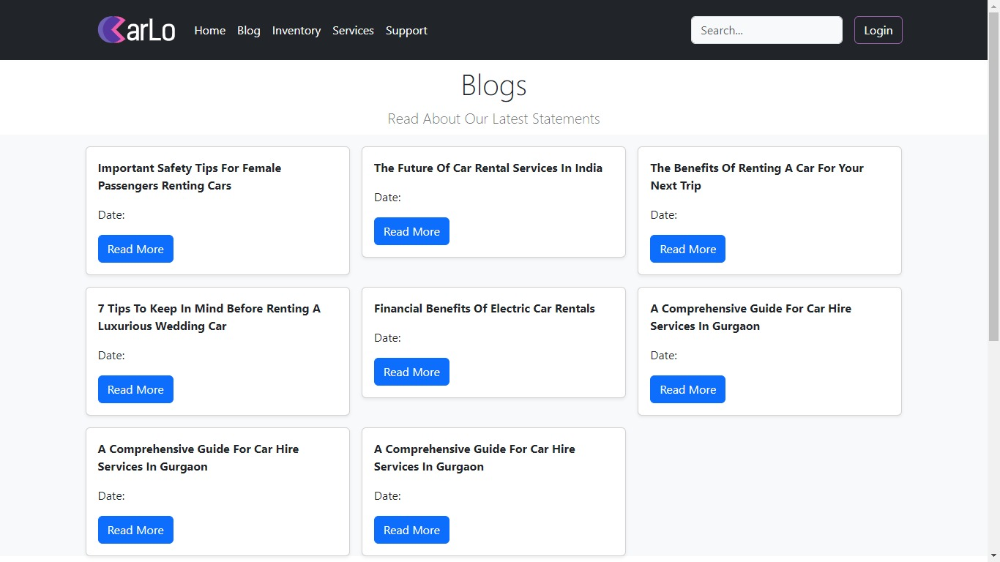 CarLo Home Blog Inventory Services Support Search... Login
Blogs
Read About Our Latest Statements
Important Safety Tips For Female
Passengers Renting Cars
Date:
Read More
The Future Of Car Rental Services In India
Date:
Read More
The Benefits Of Renting A Car For Your
Next Trip
Date:
Read More
7 Tips To Keep In Mind Before Renting A
Luxurious Wedding Car
Date:
Read More
Financial Benefits Of Electric Car Rentals
Date:
Read More
A Comprehensive Guide For Car Hire
Services In Gurgaon
Date:
Read More
A Comprehensive Guide For Car Hire
Services In Gurgaon
Date:
Read More
A Comprehensive Guide For Car Hire
Services In Gurgaon
Date:
Read More